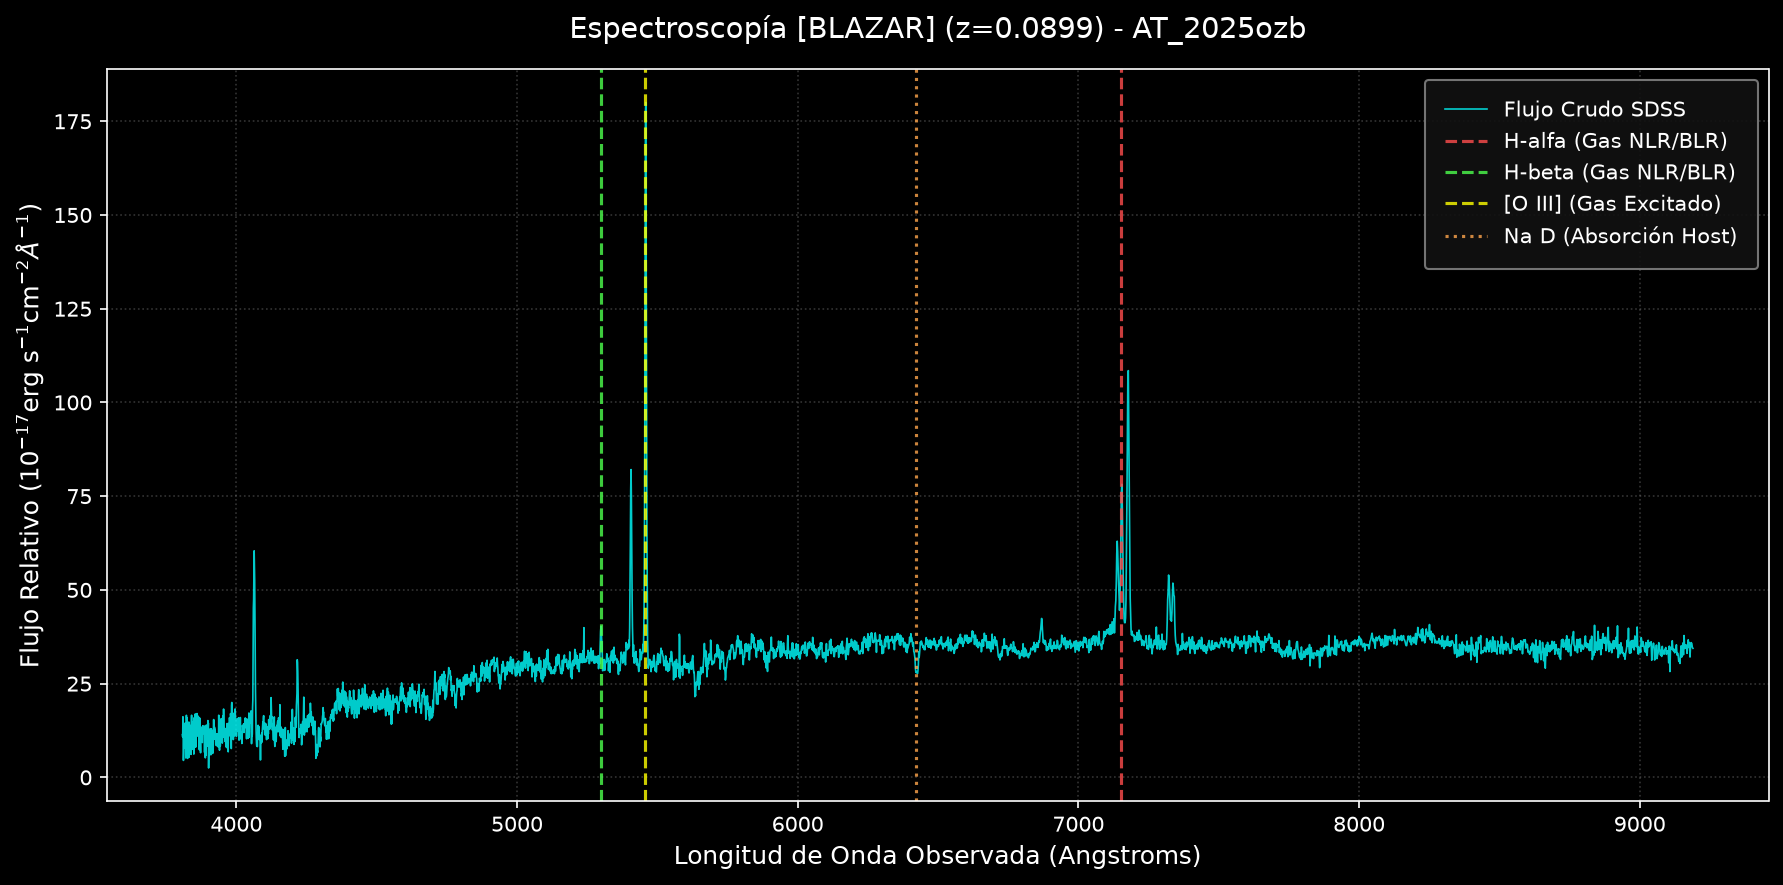 Espectroscopía [BLAZAR] (z=0.0899) - AT_2025ozb
Flujo Crudo SDSS
H-alfa (Gas NLR/BLR)
H-beta (Gas NLR/BLR)
[O III] (Gas Excitado)
Na D (Absorción Host)
Flujo Relativo (10⁻¹⁷erg s⁻¹cm⁻²Å⁻¹)
175
150
125
100
75
50
25
0
4000 5000 6000 7000 8000 9000
Longitud de Onda Observada (Angstroms)